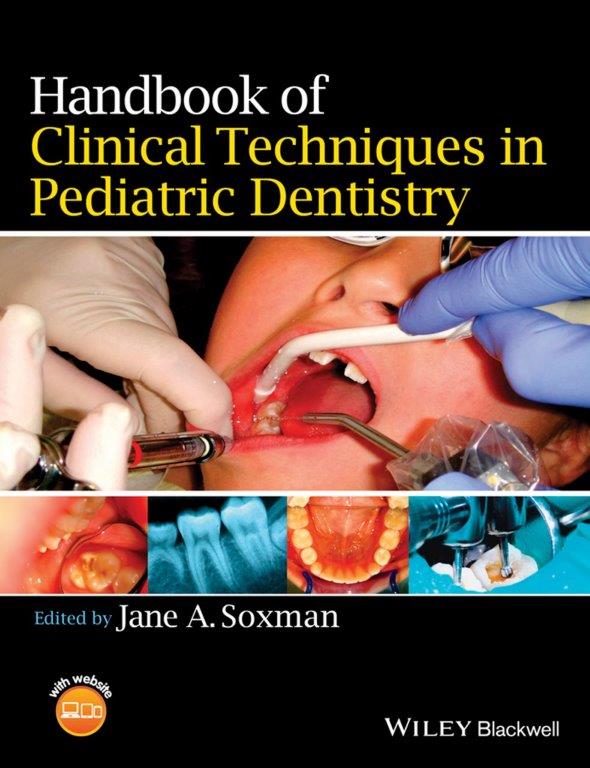 Handbook of
Clinical Techniques in
Pediatric Dentistry
Edited by Jane A. Soxman
with website
WILEY Blackwell